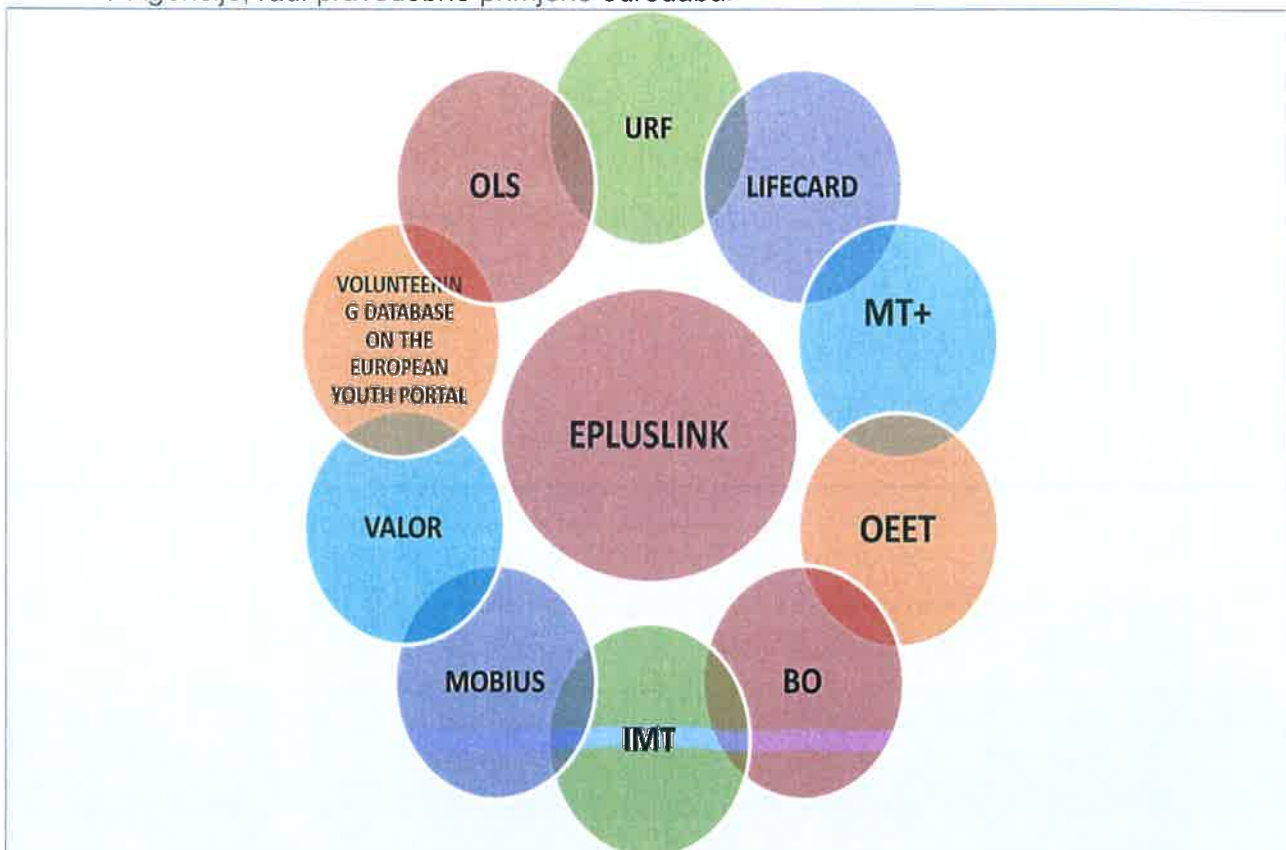 URF
OLS
LIFECARD
VOLUNTEERIN
G DATABASE
ON THE
EUROPEAN
YOUTH PORTAL
MT+
EPLUSLINK
VALOR
OEET
MOBIUS
BO
IMT